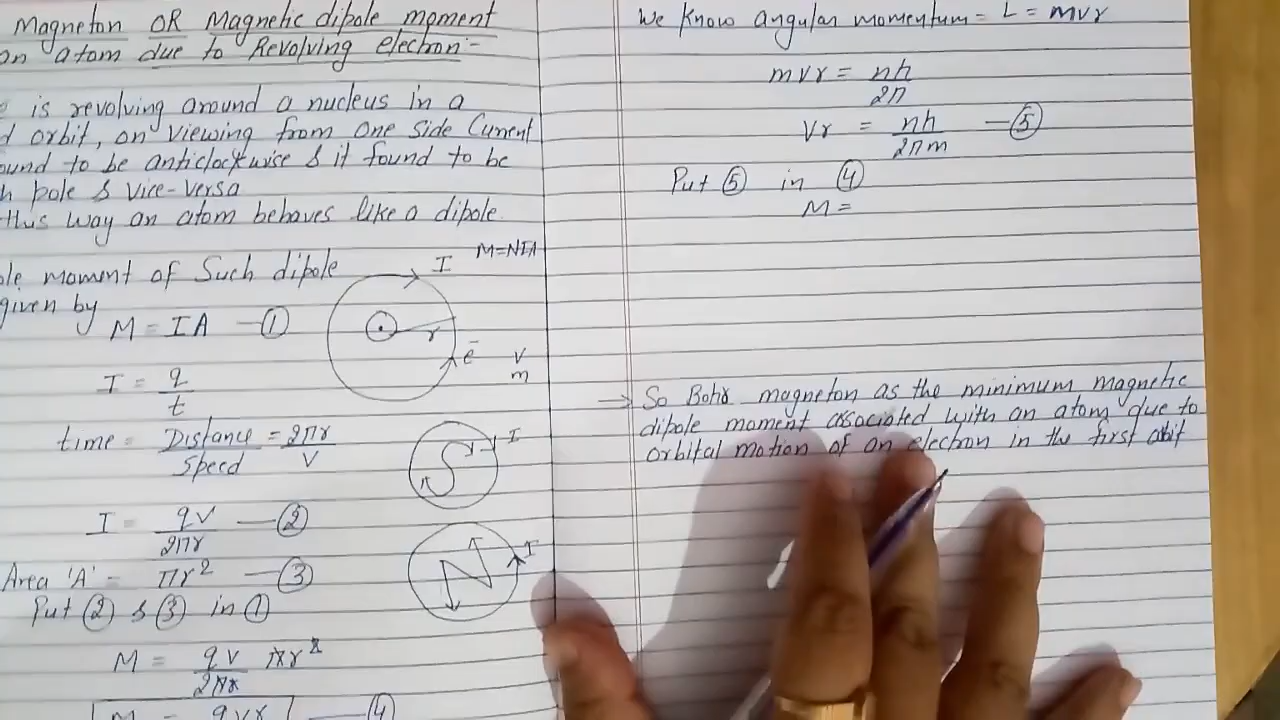 Magneton OR Magnetic dipole moment
an atom due to Revolving electron-
is revolving around a nucleus in a
orbit, on viewing from one side Current
to be anticlockwise & it found to be
pole & vice-versa
this way an atom behaves like a dipole.
moment of Such dipole
given by
M=NIA
I
M = IA —①
r
e̅
V
m
I = q/t
time = Distance/Speed = 2πr/V
I
S
I = qV/2πr —②
N
I
Area 'A' = πr² —③
Put ② & ③ in ①
M = qV/2πr πr²
M = qVr —④
We know angular momentum = L = mvr
mvr = nh/2π
Vr = nh/2πm —⑤
Put ⑤ in ④
M =
→ So Bohr magneton as the minimum magnetic
dipole moment associated with an atom due to
orbital motion of an electron in the first orbit